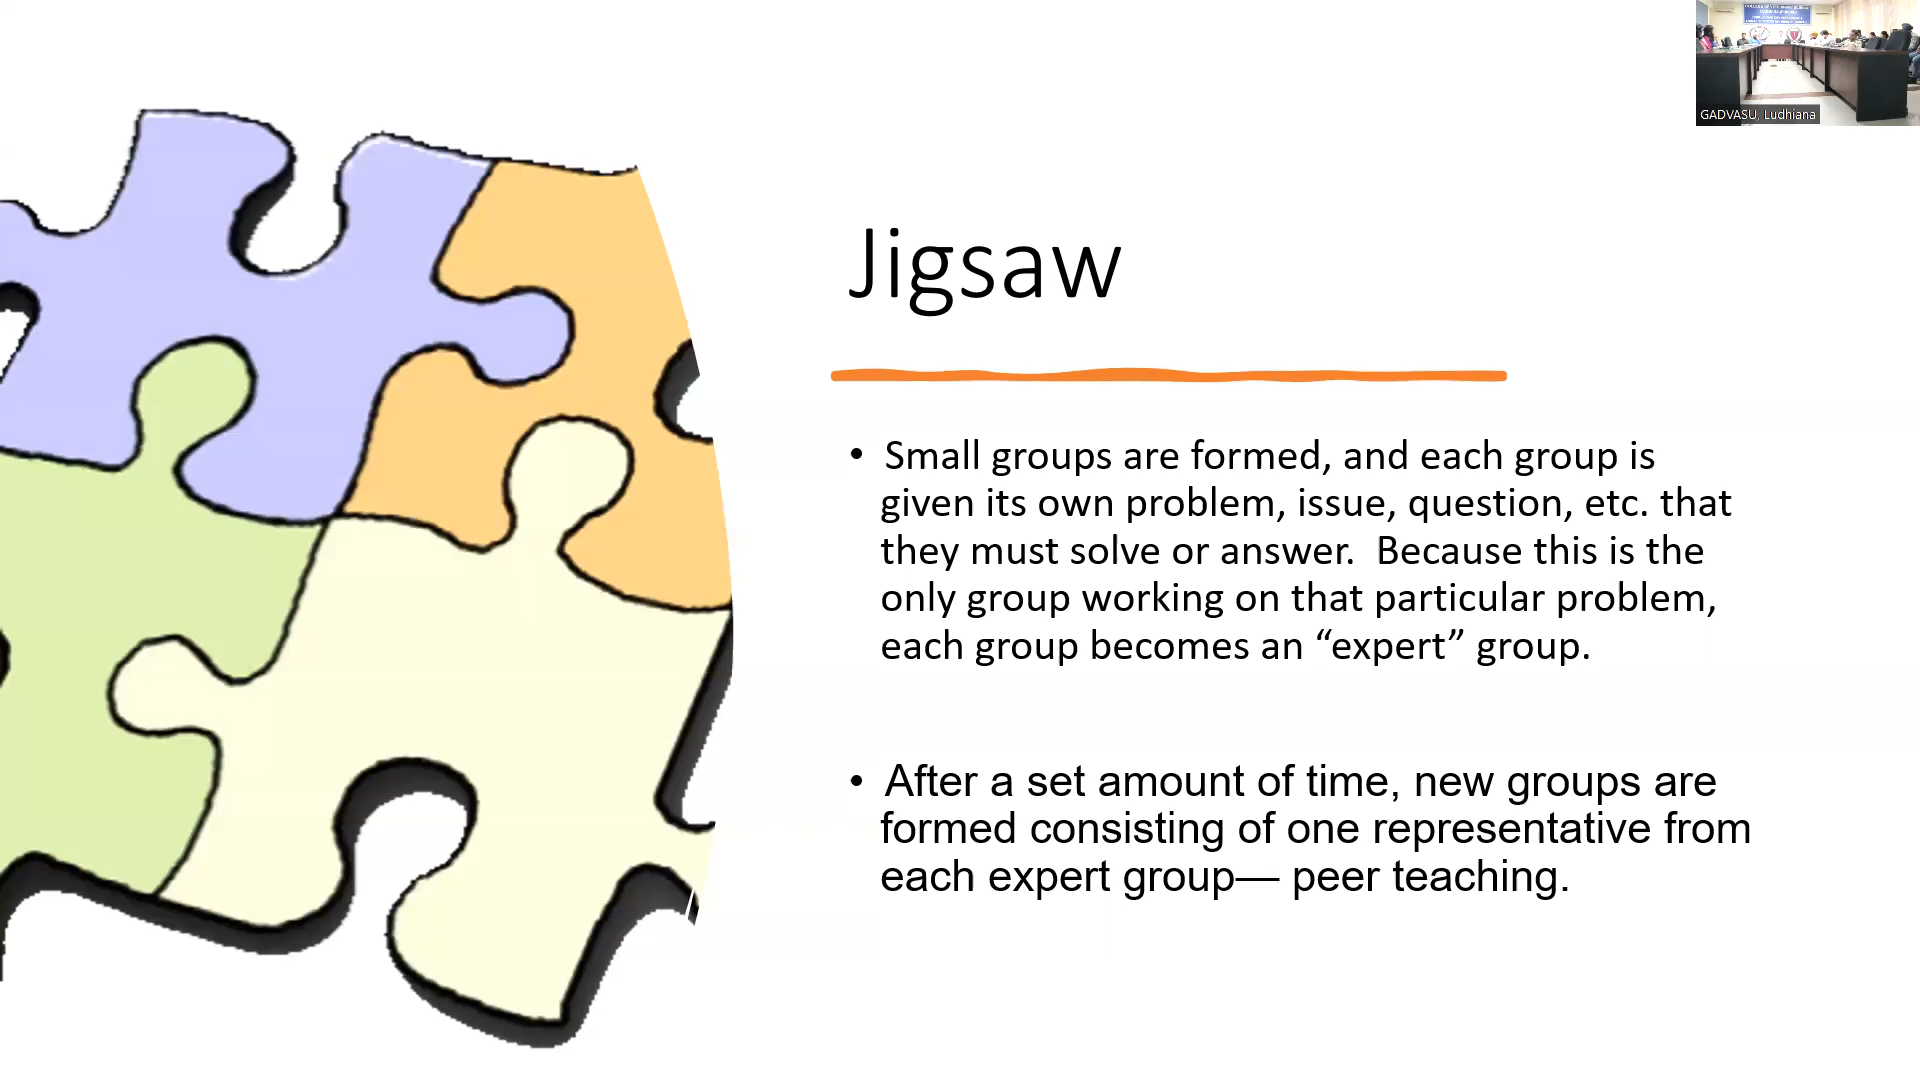 GADVASU, Ludhiana
Jigsaw
• Small groups are formed, and each group is
given its own problem, issue, question, etc. that
they must solve or answer.  Because this is the
only group working on that particular problem,
each group becomes an “expert” group.
• After a set amount of time, new groups are
formed consisting of one representative from
each expert group— peer teaching.